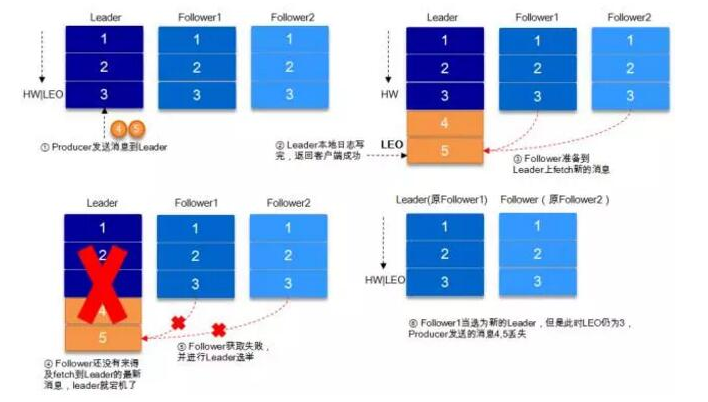 Leader Follower1 Follower2
1 1 1
2 2 2
HW|LEO 3 3 3
④ ⑤
① Producer发送消息到Leader
Leader Follower1 Follower2
1 1 1
2 2 2
HW 3 3 3
4
② Leader本地日志写
完，返回客户端成功
LEO 5
③ Follower准备到
Leader上fetch新的消息
Leader Follower1 Follower2
1 1 1
2 2 2
3 3
4
5
④ Follower还没有来得
及fetch到Leader的最新
消息，leader就宕机了
⑤ Follower获取失败，
并进行Leader选举
Leader(原Follower1) Follower（原Follower2）
1 1
2 2
HW|LEO 3 3
⑥ Follower1当选为新的Leader，但是此时LEO仍为3，
Producer发送的消息4,5丢失